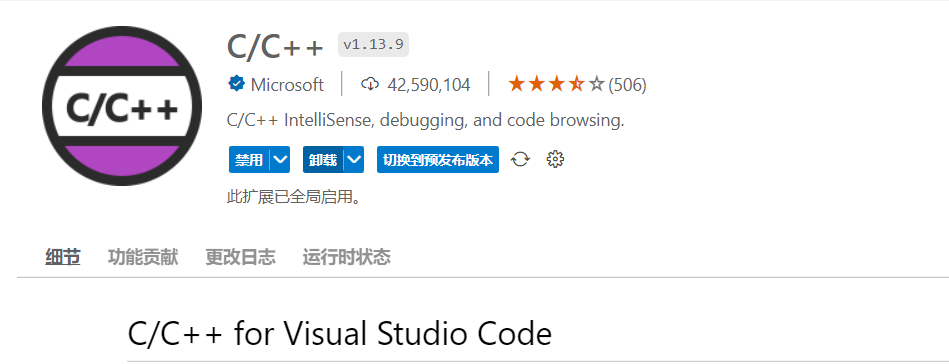 C/C++
C/C++ v1.13.9
Microsoft 42,590,104 (506)
C/C++ IntelliSense, debugging, and code browsing.
禁用 卸载 切换到预发布版本
此扩展已全局启用。
细节 功能贡献 更改日志 运行时状态
C/C++ for Visual Studio Code